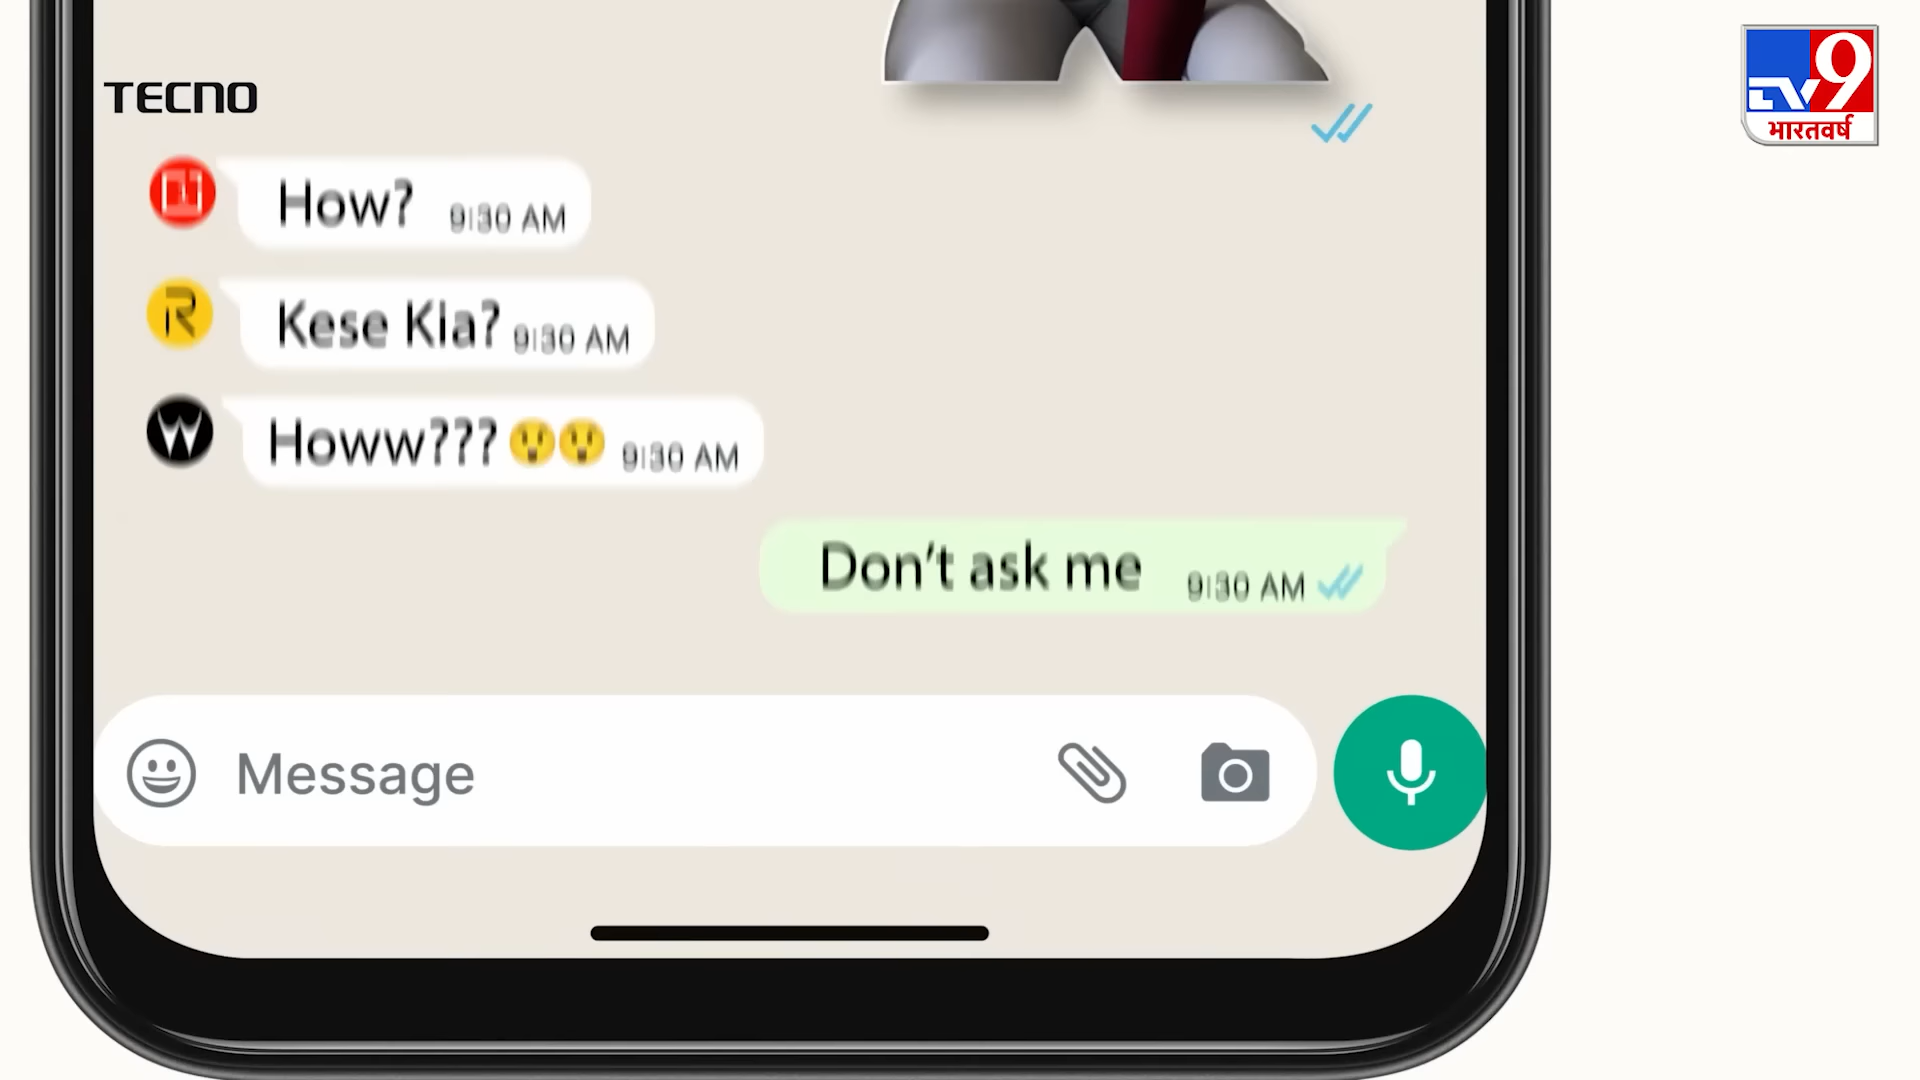 TECNO
TV9
भारतवर्ष
How? 9:30 AM
Kese Kia? 9:30 AM
Howw??? 9:30 AM
Don't ask me 9:30 AM
Message